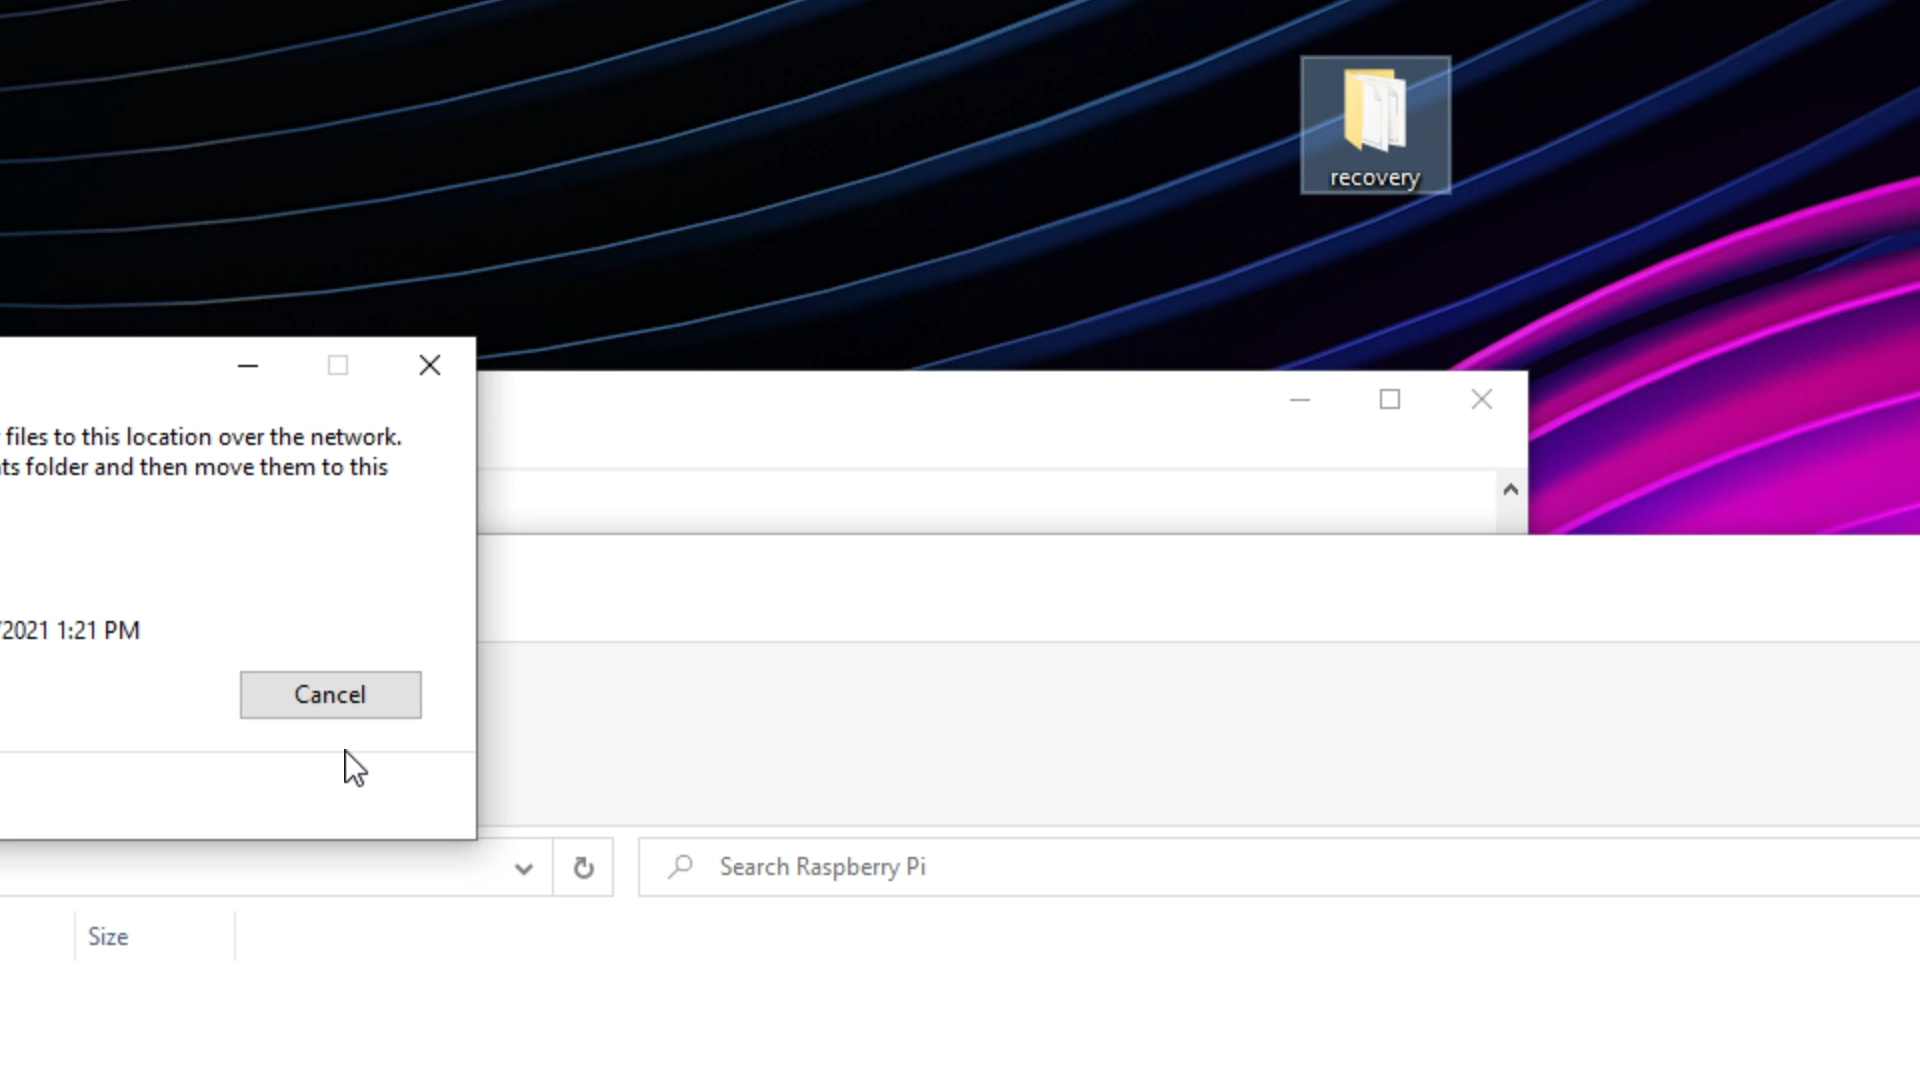 recovery
files to this location over the network.
folder and then move them to this
/2021 1:21 PM
Cancel
Search Raspberry Pi
Size